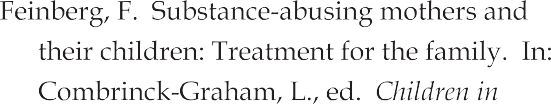 Feinberg, F. Substance-abusing mothers and
their children: Treatment for the family. In:
Combrinck-Graham, L., ed. Children in